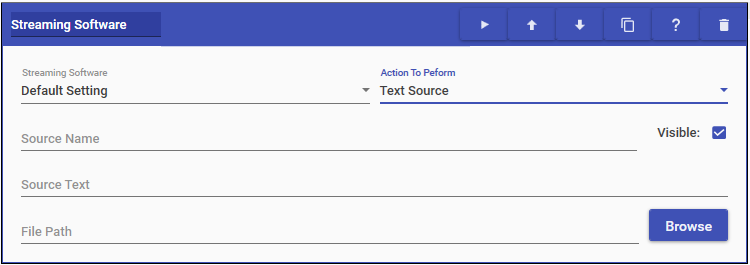 Streaming Software
?
Streaming Software
Action To Peform
Default Setting
Text Source
Source Name
Visible:
Source Text
File Path
Browse